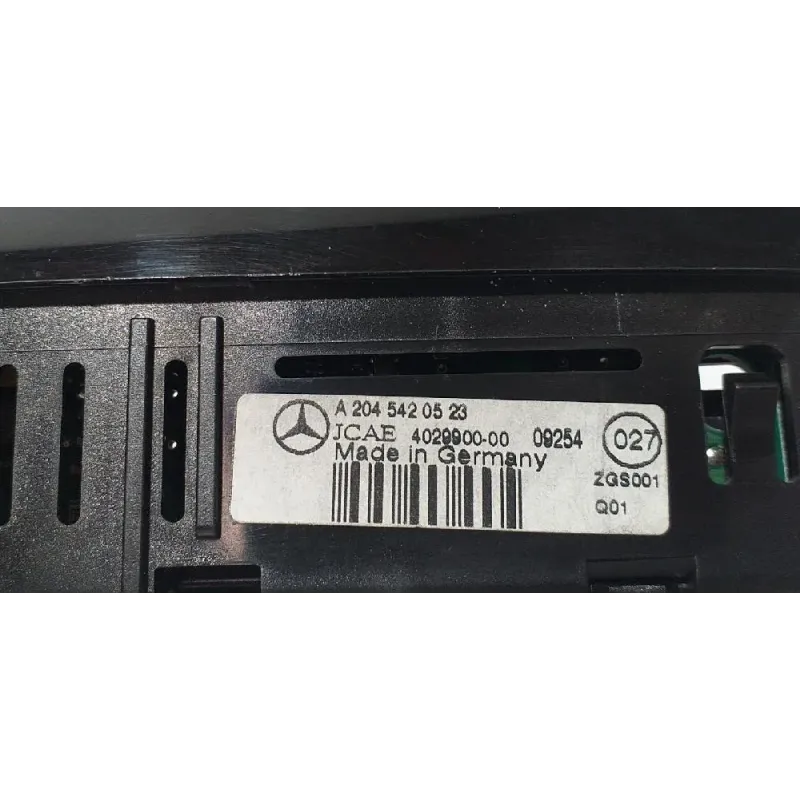 A 204 542 05 23
JCAE 4029900-00 09254 027
Made in Germany
ZGS001
Q01